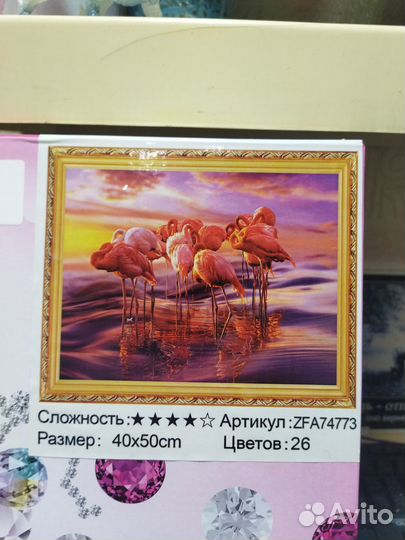 Сложность:★★★★☆ Артикул:ZFA74773
Размер: 40x50cm Цветов:26
Avito